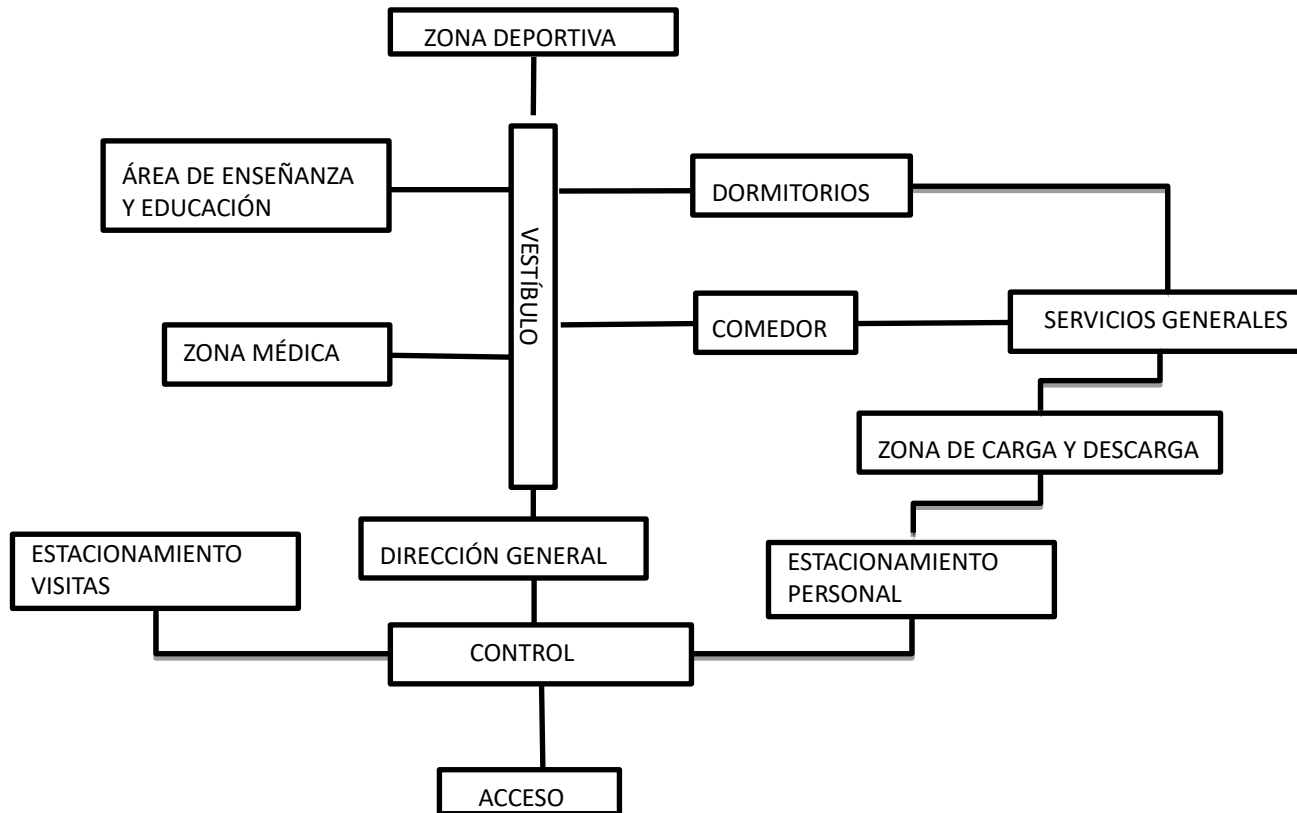 ZONA DEPORTIVA
ÁREA DE ENSEÑANZA
Y EDUCACIÓN
DORMITORIOS
VESTÍBULO
SERVICIOS GENERALES
COMEDOR
ZONA MÉDICA
ZONA DE CARGA Y DESCARGA
ESTACIONAMIENTO
VISITAS
DIRECCIÓN GENERAL
ESTACIONAMIENTO
PERSONAL
CONTROL
ACCESO